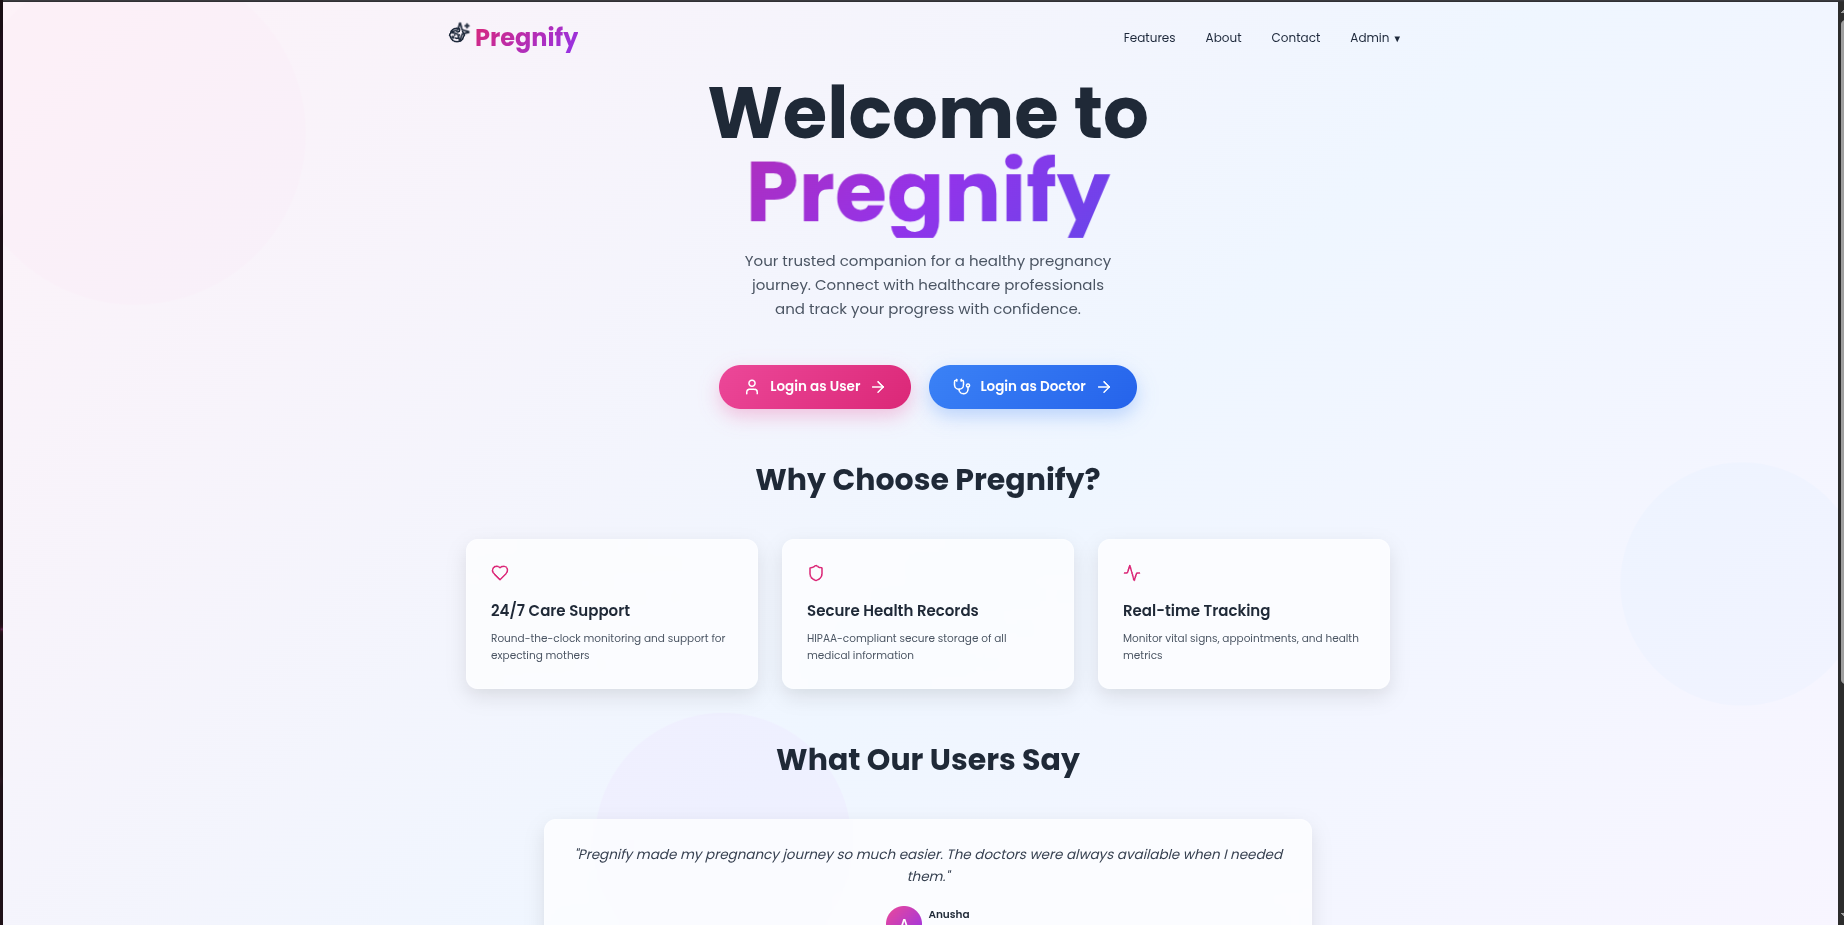 Pregnify
Features
About
Contact
Admin ▾
Welcome to
Pregnify
Your trusted companion for a healthy pregnancy
journey. Connect with healthcare professionals
and track your progress with confidence.
Login as User →
Login as Doctor →
Why Choose Pregnify?
24/7 Care Support
Round-the-clock monitoring and support for
expecting mothers
Secure Health Records
HIPAA-compliant secure storage of all
medical information
Real-time Tracking
Monitor vital signs, appointments, and health
metrics
What Our Users Say
"Pregnify made my pregnancy journey so much easier. The doctors were always available when I needed
them."
A
Anusha